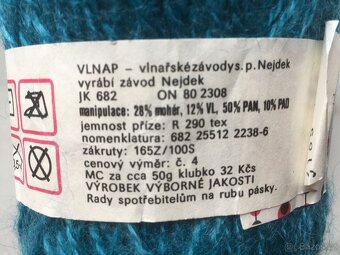 VLNAP – vlnařskézávodys.p.Nejdek
vyrábí závod Nejdek
JK 682 ON 80 2308
manipulace: 28% mohér, 12% VL, 50% PAN, 10% PAD
jemnost příze: R 290 tex
nomenklatura: 682 25512 2238-6
zákruty: 165Z/100S
cenový výměr: č. 4
MC za cca 50g klubko 32 Kčs
VÝROBEK VÝBORNÉ JAKOSTI
Rady spotřebitelům na rubu pásky.